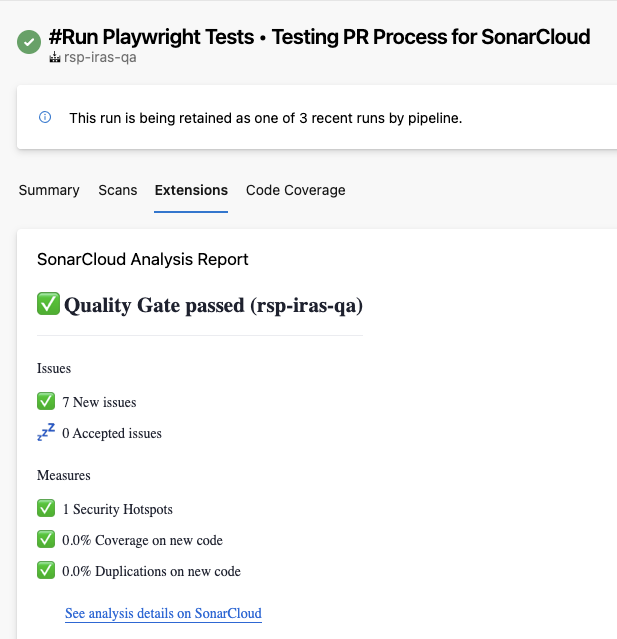 #Run Playwright Tests • Testing PR Process for SonarCloud
rsp-iras-qa
This run is being retained as one of 3 recent runs by pipeline.
Summary Scans Extensions Code Coverage
SonarCloud Analysis Report
✅ Quality Gate passed (rsp-iras-qa)
Issues
✅ 7 New issues
💤 0 Accepted issues
Measures
✅ 1 Security Hotspots
✅ 0.0% Coverage on new code
✅ 0.0% Duplications on new code
See analysis details on SonarCloud